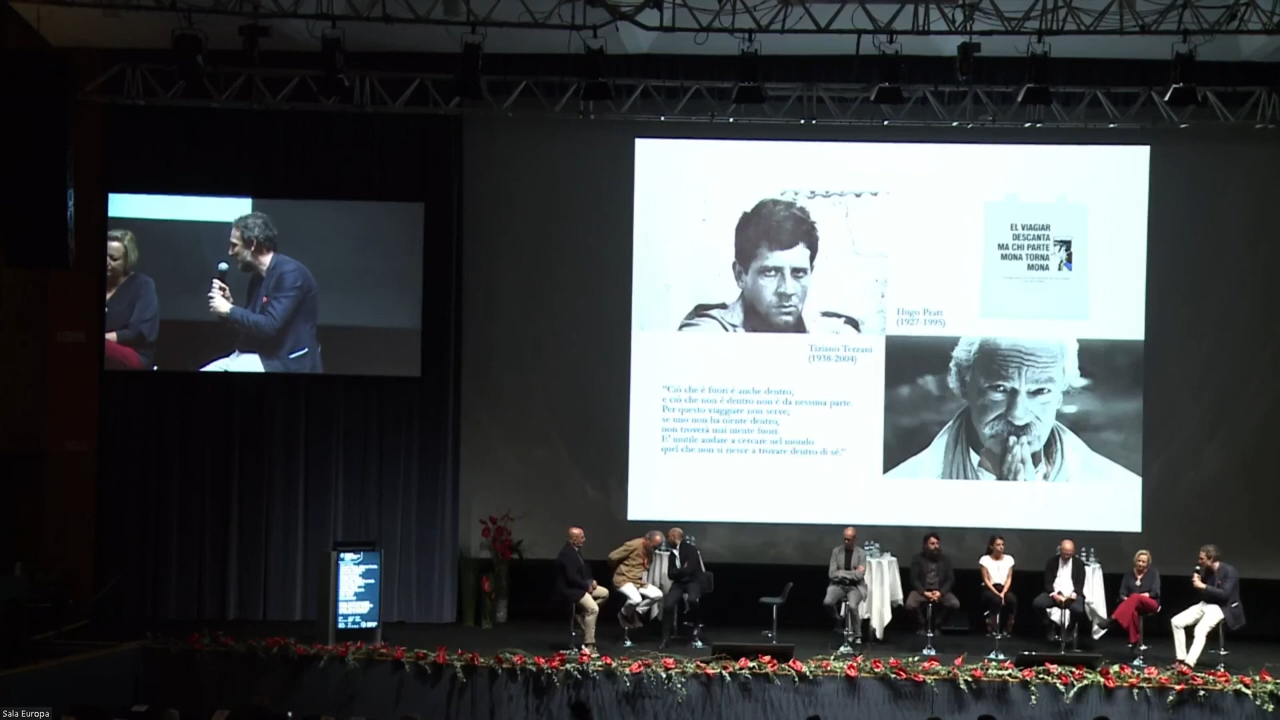 EL VIAGIAR
DESCANTA
MA CHI PARTE
MONA TORNA
MONA
Hugo Pratt
(1927-1995)
Tiziano Terzani
(1938-2004)
"Ciò che è fuori è anche dentro,
e ciò che non è dentro non è da nessuna parte.
Per questo viaggiare non serve;
se uno non ha niente dentro,
non troverà mai niente fuori.
E' inutile andare a cercare nel mondo
quel che non si riesce a trovare dentro di sé."
Sala Europa